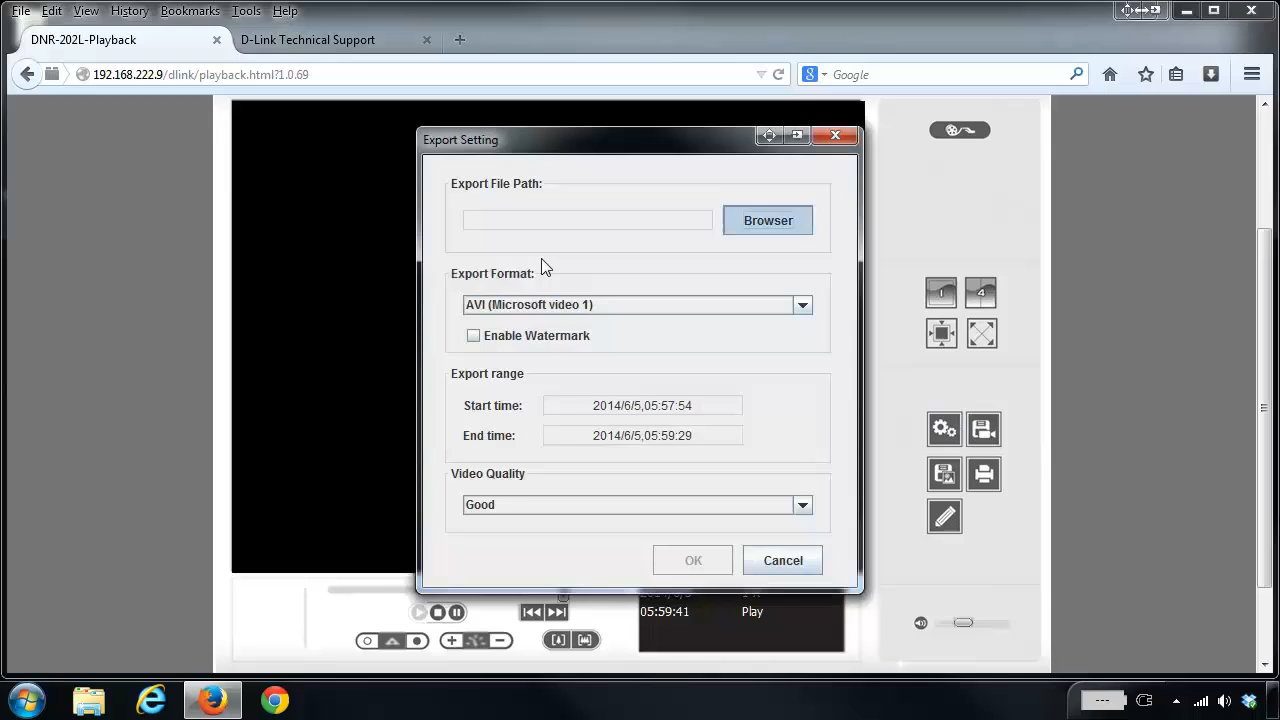 File Edit View History Bookmarks Tools Help
DNR-202L-Playback
D-Link Technical Support
192.168.222.9/dlink/playback.html?1.0.69
Google
Export Setting
Export File Path:
Browser
Export Format:
AVI (Microsoft video 1)
Enable Watermark
Export range
Start time: 2014/6/5,05:57:54
End time: 2014/6/5,05:59:29
Video Quality
Good
OK
Cancel
05:59:41 Play
1
4